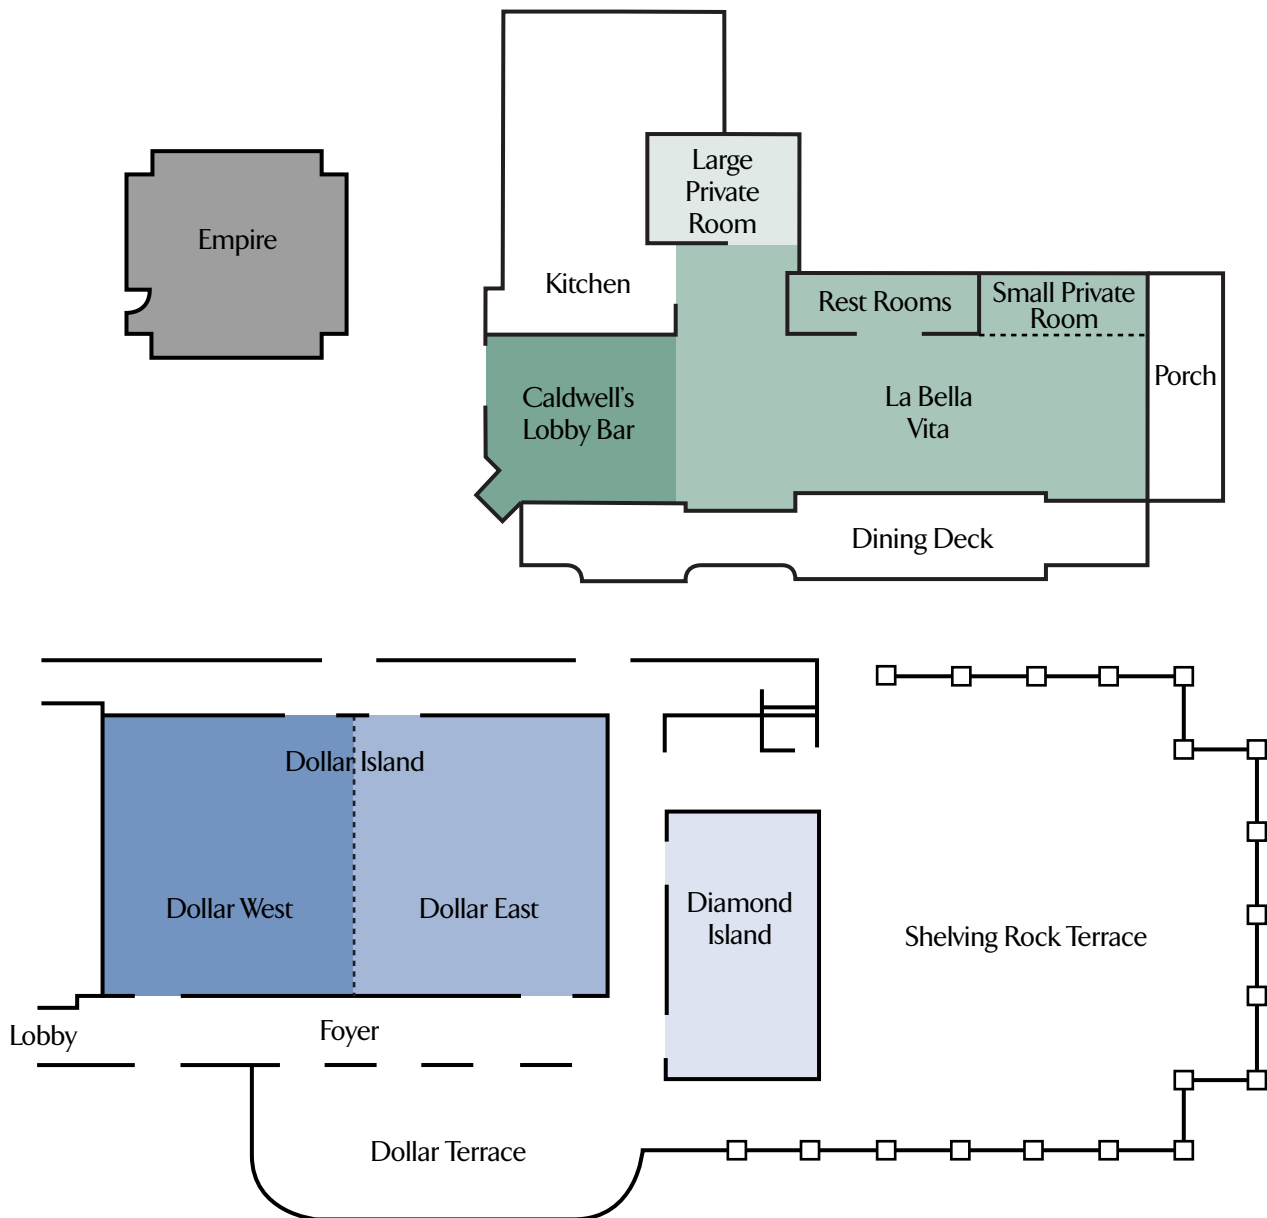 Large
Private
Room
Empire
Kitchen
Rest Rooms
Small Private
Room
Porch
Caldwell's
Lobby Bar
La Bella
Vita
Dining Deck
Dollar Island
Dollar West
Dollar East
Diamond
Island
Shelving Rock Terrace
Lobby
Foyer
Dollar Terrace